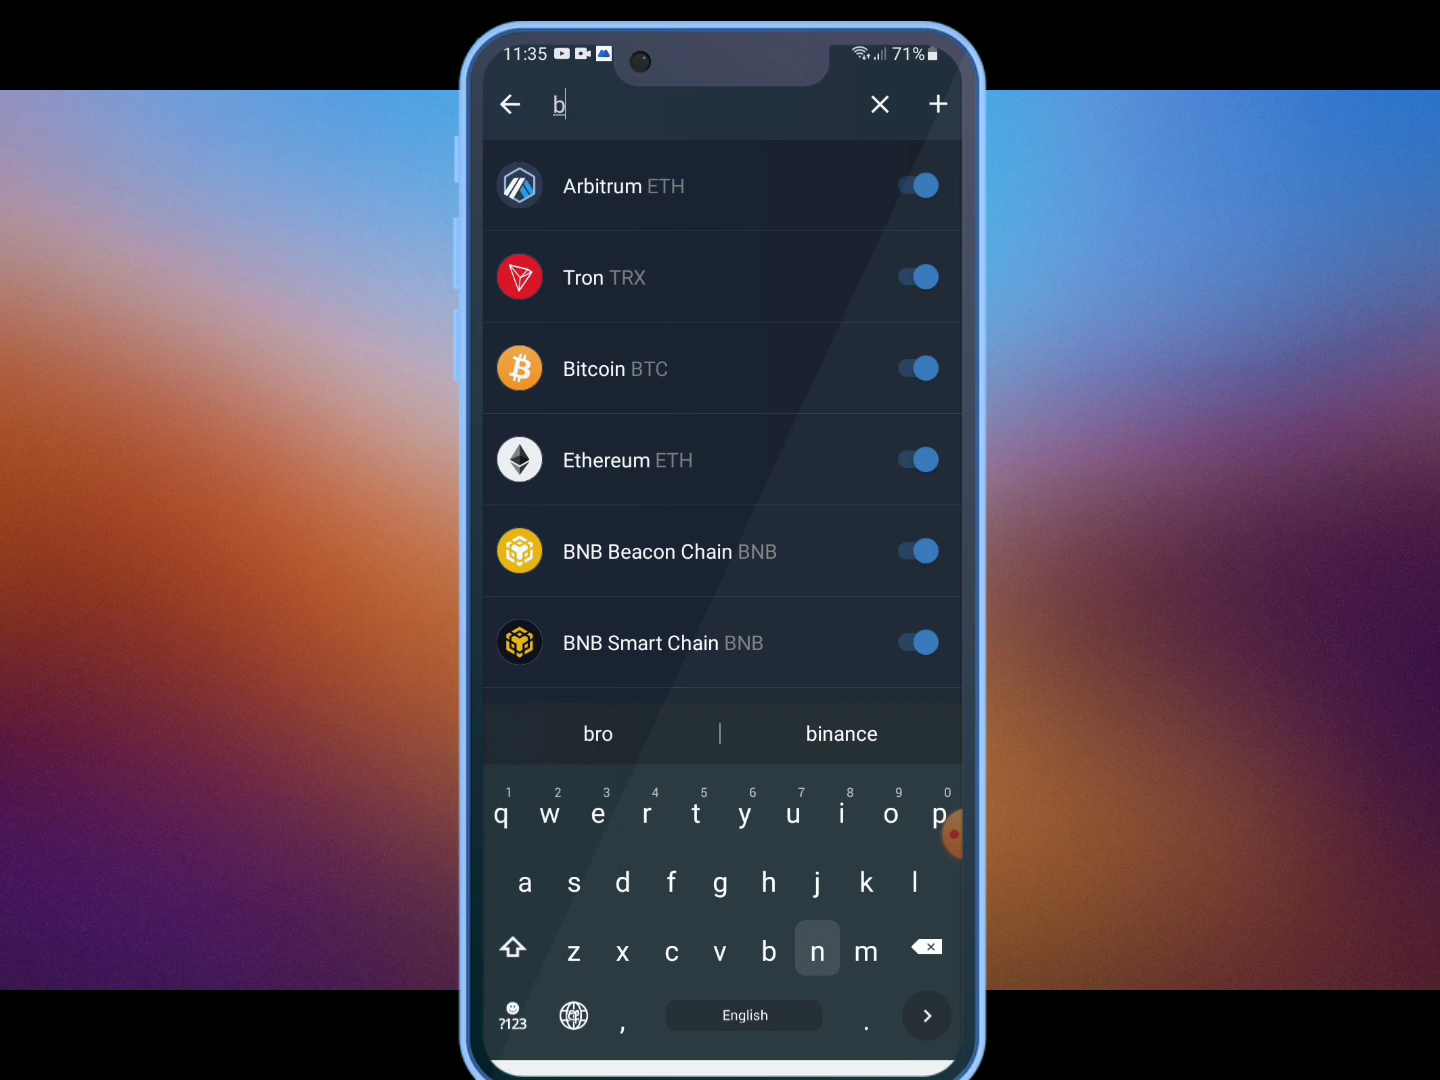 11:35 71%
b
Arbitrum ETH
Tron TRX
Bitcoin BTC
Ethereum ETH
BNB Beacon Chain BNB
BNB Smart Chain BNB
bro | binance
1 2 3 4 5 6 7 8 9 0
q w e r t y u i o p
a s d f g h j k l
z x c v b n m
?123 , English .